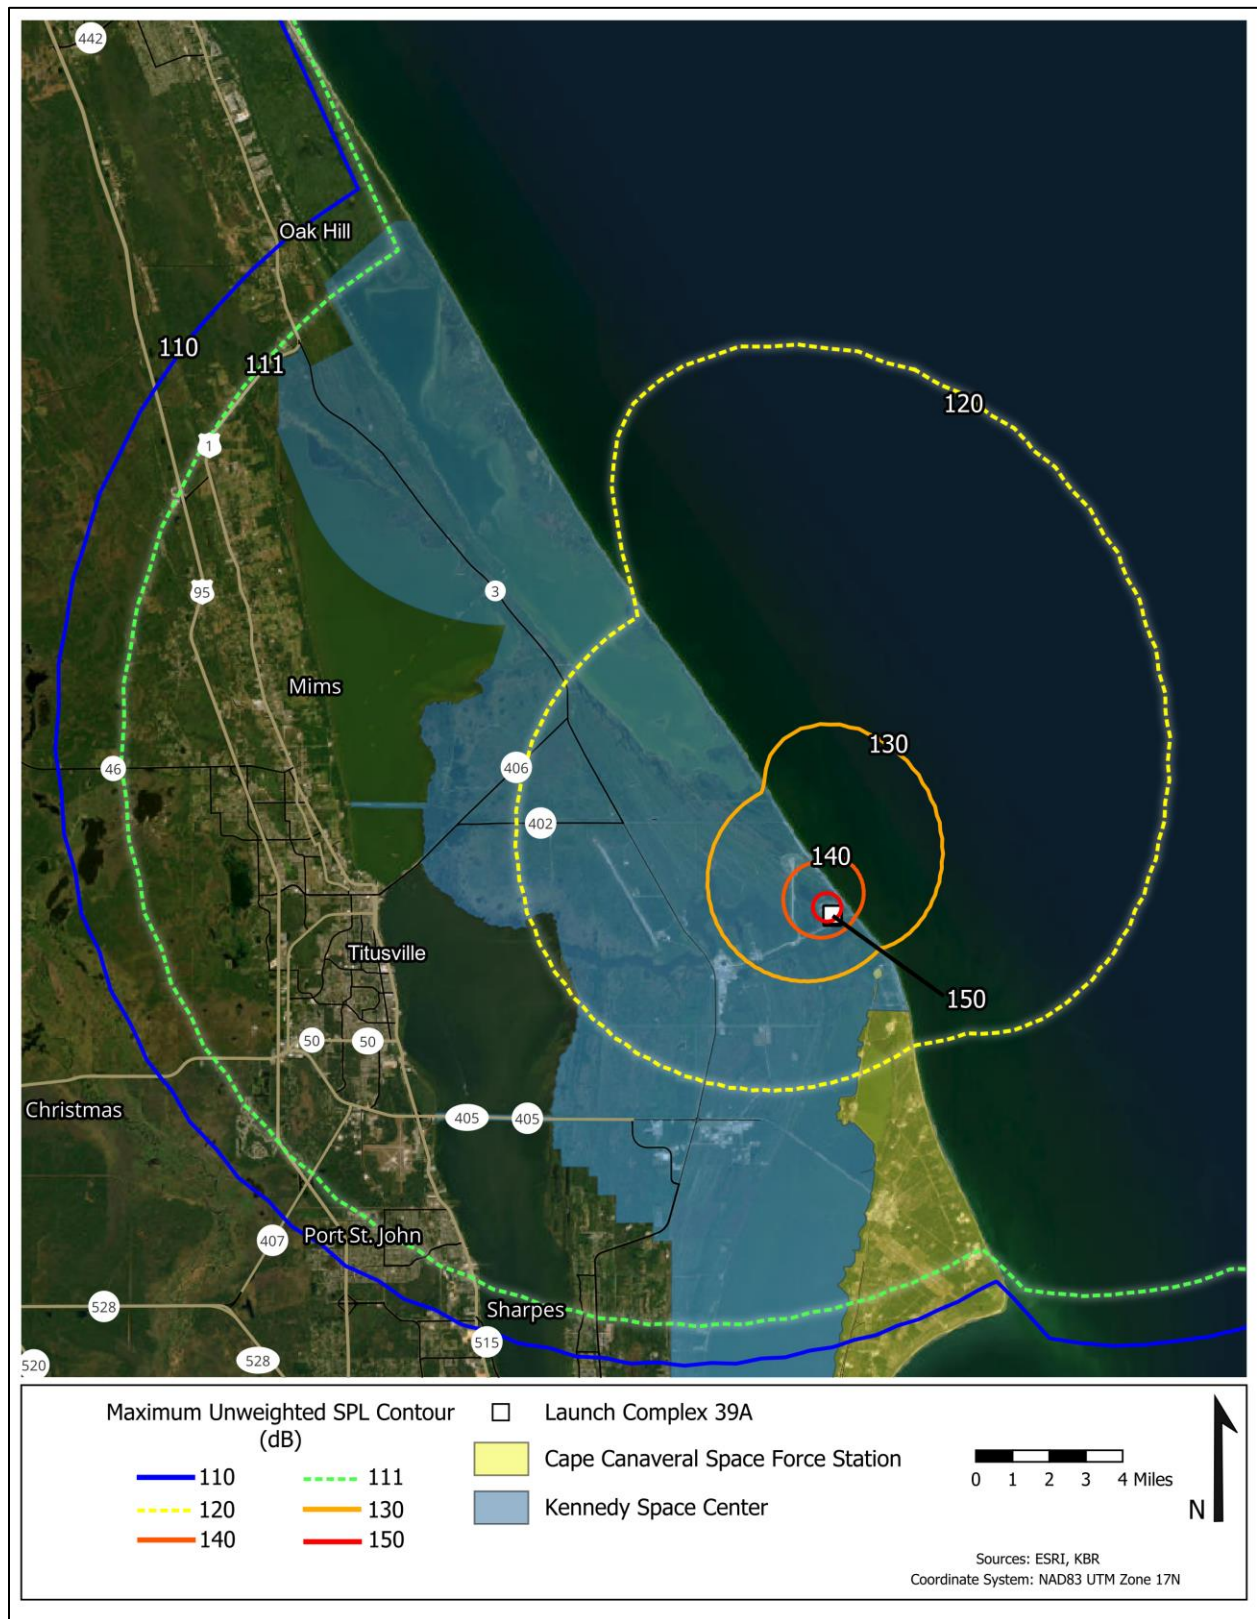 442
Oak Hill
110
111
120
1
95
3
Mims
130
46
406
402
140
Titusville
150
50
50
Christmas
405
405
407
Port St. John
528
Sharpes
515
520
528
Maximum Unweighted SPL Contour
(dB)
110
111
120
130
140
150
Launch Complex 39A
Cape Canaveral Space Force Station
Kennedy Space Center
0 1 2 3 4 Miles
N
Sources: ESRI, KBR
Coordinate System: NAD83 UTM Zone 17N